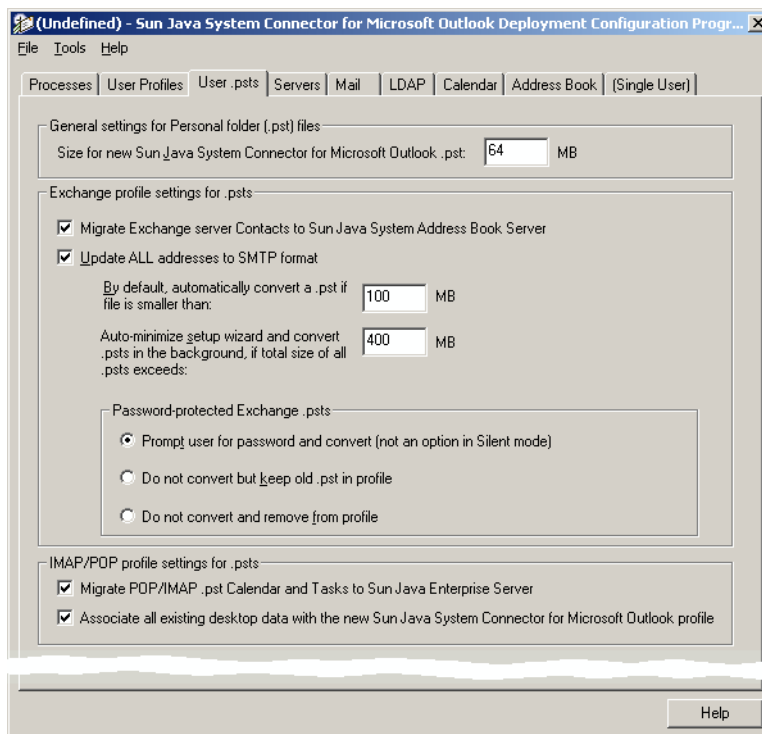 (Undefined) - Sun Java System Connector for Microsoft Outlook Deployment Configuration Progr...
File Tools Help
Processes User Profiles User .psts Servers Mail LDAP Calendar Address Book (Single User)
General settings for Personal folder (.pst) files
Size for new Sun Java System Connector for Microsoft Outlook .pst: 64 MB
Exchange profile settings for .psts
Migrate Exchange server Contacts to Sun Java System Address Book Server
Update ALL addresses to SMTP format
By default, automatically convert a .pst if
file is smaller than:
100 MB
Auto-minimize setup wizard and convert
.psts in the background, if total size of all
.psts exceeds:
400 MB
Password-protected Exchange .psts
Prompt user for password and convert (not an option in Silent mode)
Do not convert but keep old .pst in profile
Do not convert and remove from profile
IMAP/POP profile settings for .psts
Migrate POP/IMAP .pst Calendar and Tasks to Sun Java Enterprise Server
Associate all existing desktop data with the new Sun Java System Connector for Microsoft Outlook profile
Help